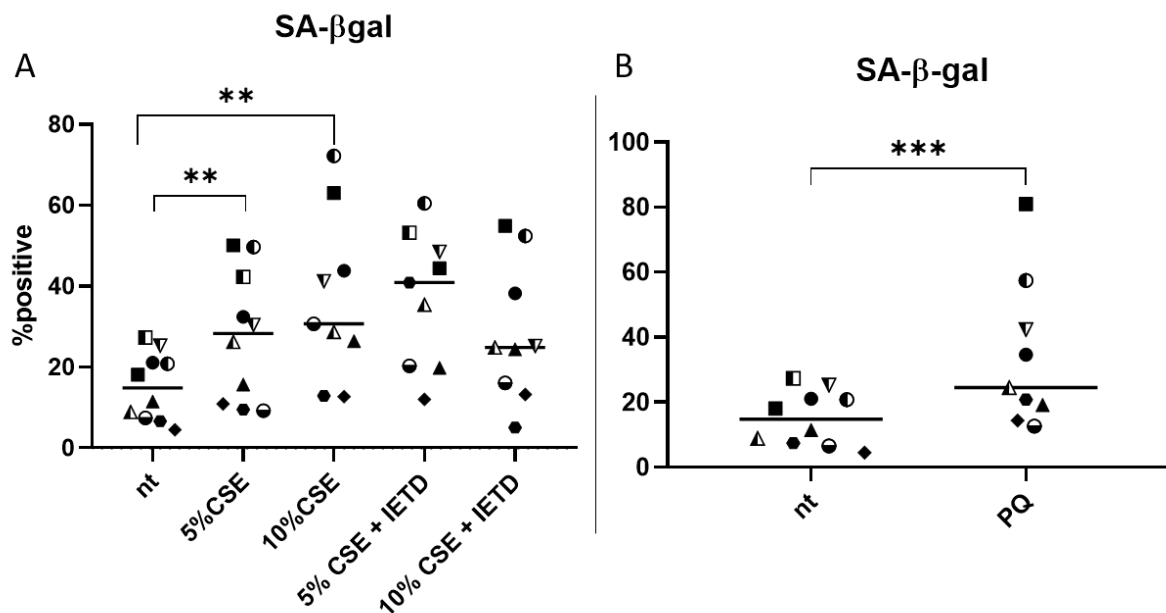 A
SA-βgal
**
**
%positive
80
60
40
20
0
nt
5%CSE
10%CSE
5% CSE + IETD
10% CSE + IETD
B
SA-β-gal
***
100
80
60
40
20
0
nt
PQ